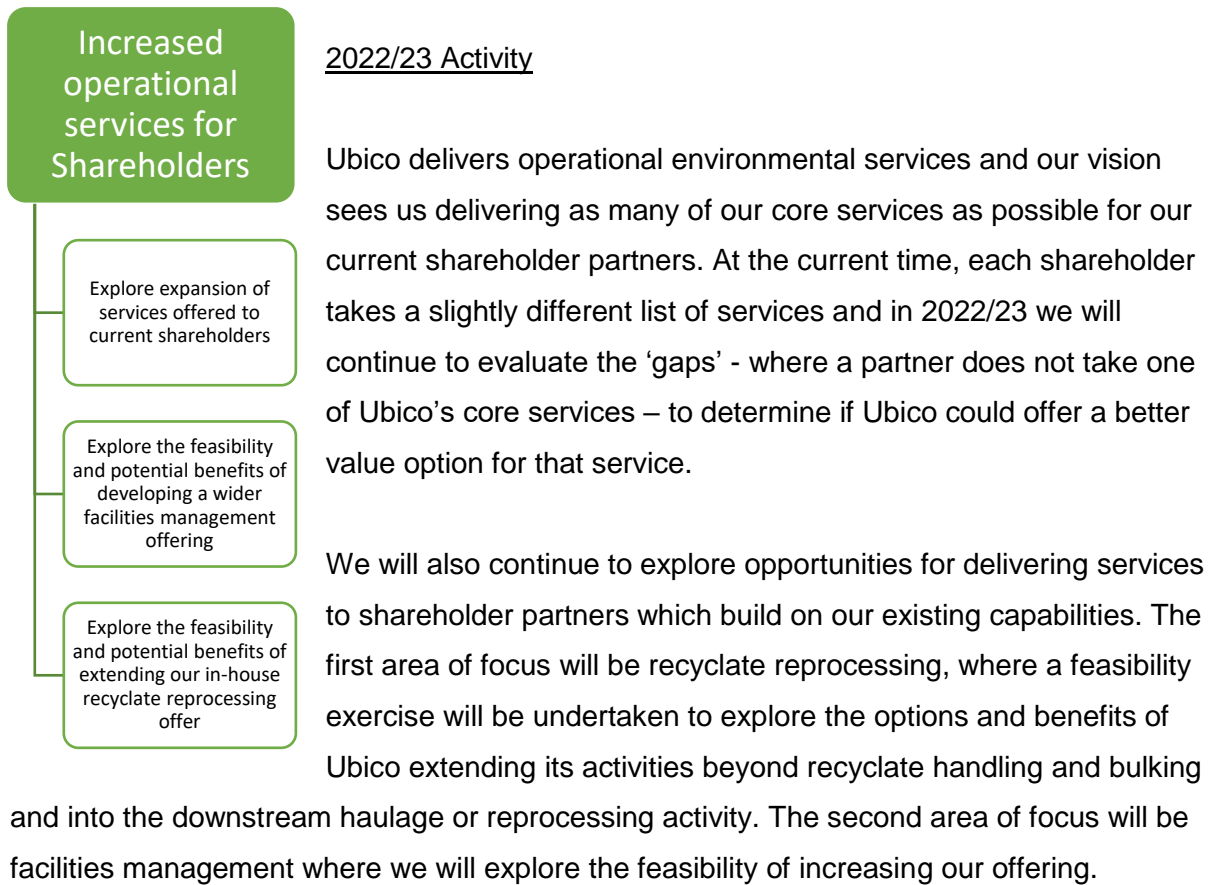 Increased
operational
services for
Shareholders
Explore expansion of
services offered to
current shareholders
Explore the feasibility
and potential benefits of
developing a wider
facilities management
offering
Explore the feasibility
and potential benefits of
extending our in-house
recyclate reprocessing
offer
2022/23 Activity
Ubico delivers operational environmental services and our vision
sees us delivering as many of our core services as possible for our
current shareholder partners. At the current time, each shareholder
takes a slightly different list of services and in 2022/23 we will
continue to evaluate the ‘gaps’ - where a partner does not take one
of Ubico’s core services – to determine if Ubico could offer a better
value option for that service.
We will also continue to explore opportunities for delivering services
to shareholder partners which build on our existing capabilities. The
first area of focus will be recyclate reprocessing, where a feasibility
exercise will be undertaken to explore the options and benefits of
Ubico extending its activities beyond recyclate handling and bulking
and into the downstream haulage or reprocessing activity. The second area of focus will be
facilities management where we will explore the feasibility of increasing our offering.